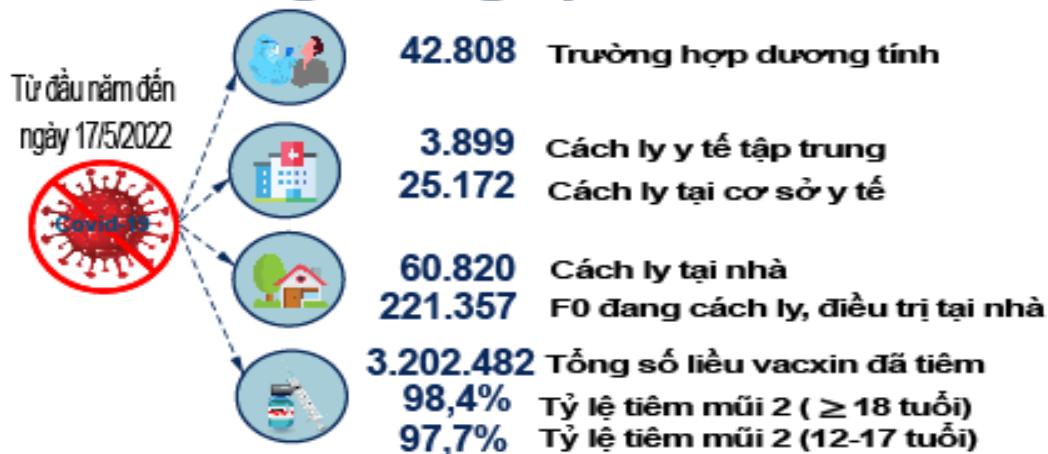 Từ đầu năm đến
ngày 17/5/2022
Covid-19
42.808 Trường hợp dương tính
3.899 Cách ly y tế tập trung
25.172 Cách ly tại cơ sở y tế
60.820 Cách ly tại nhà
221.357 F0 đang cách ly, điều trị tại nhà
3.202.482 Tổng số liều vacxin đã tiêm
98,4% Tỷ lệ tiêm mũi 2 ( ≥ 18 tuổi)
97,7% Tỷ lệ tiêm mũi 2 (12-17 tuổi)